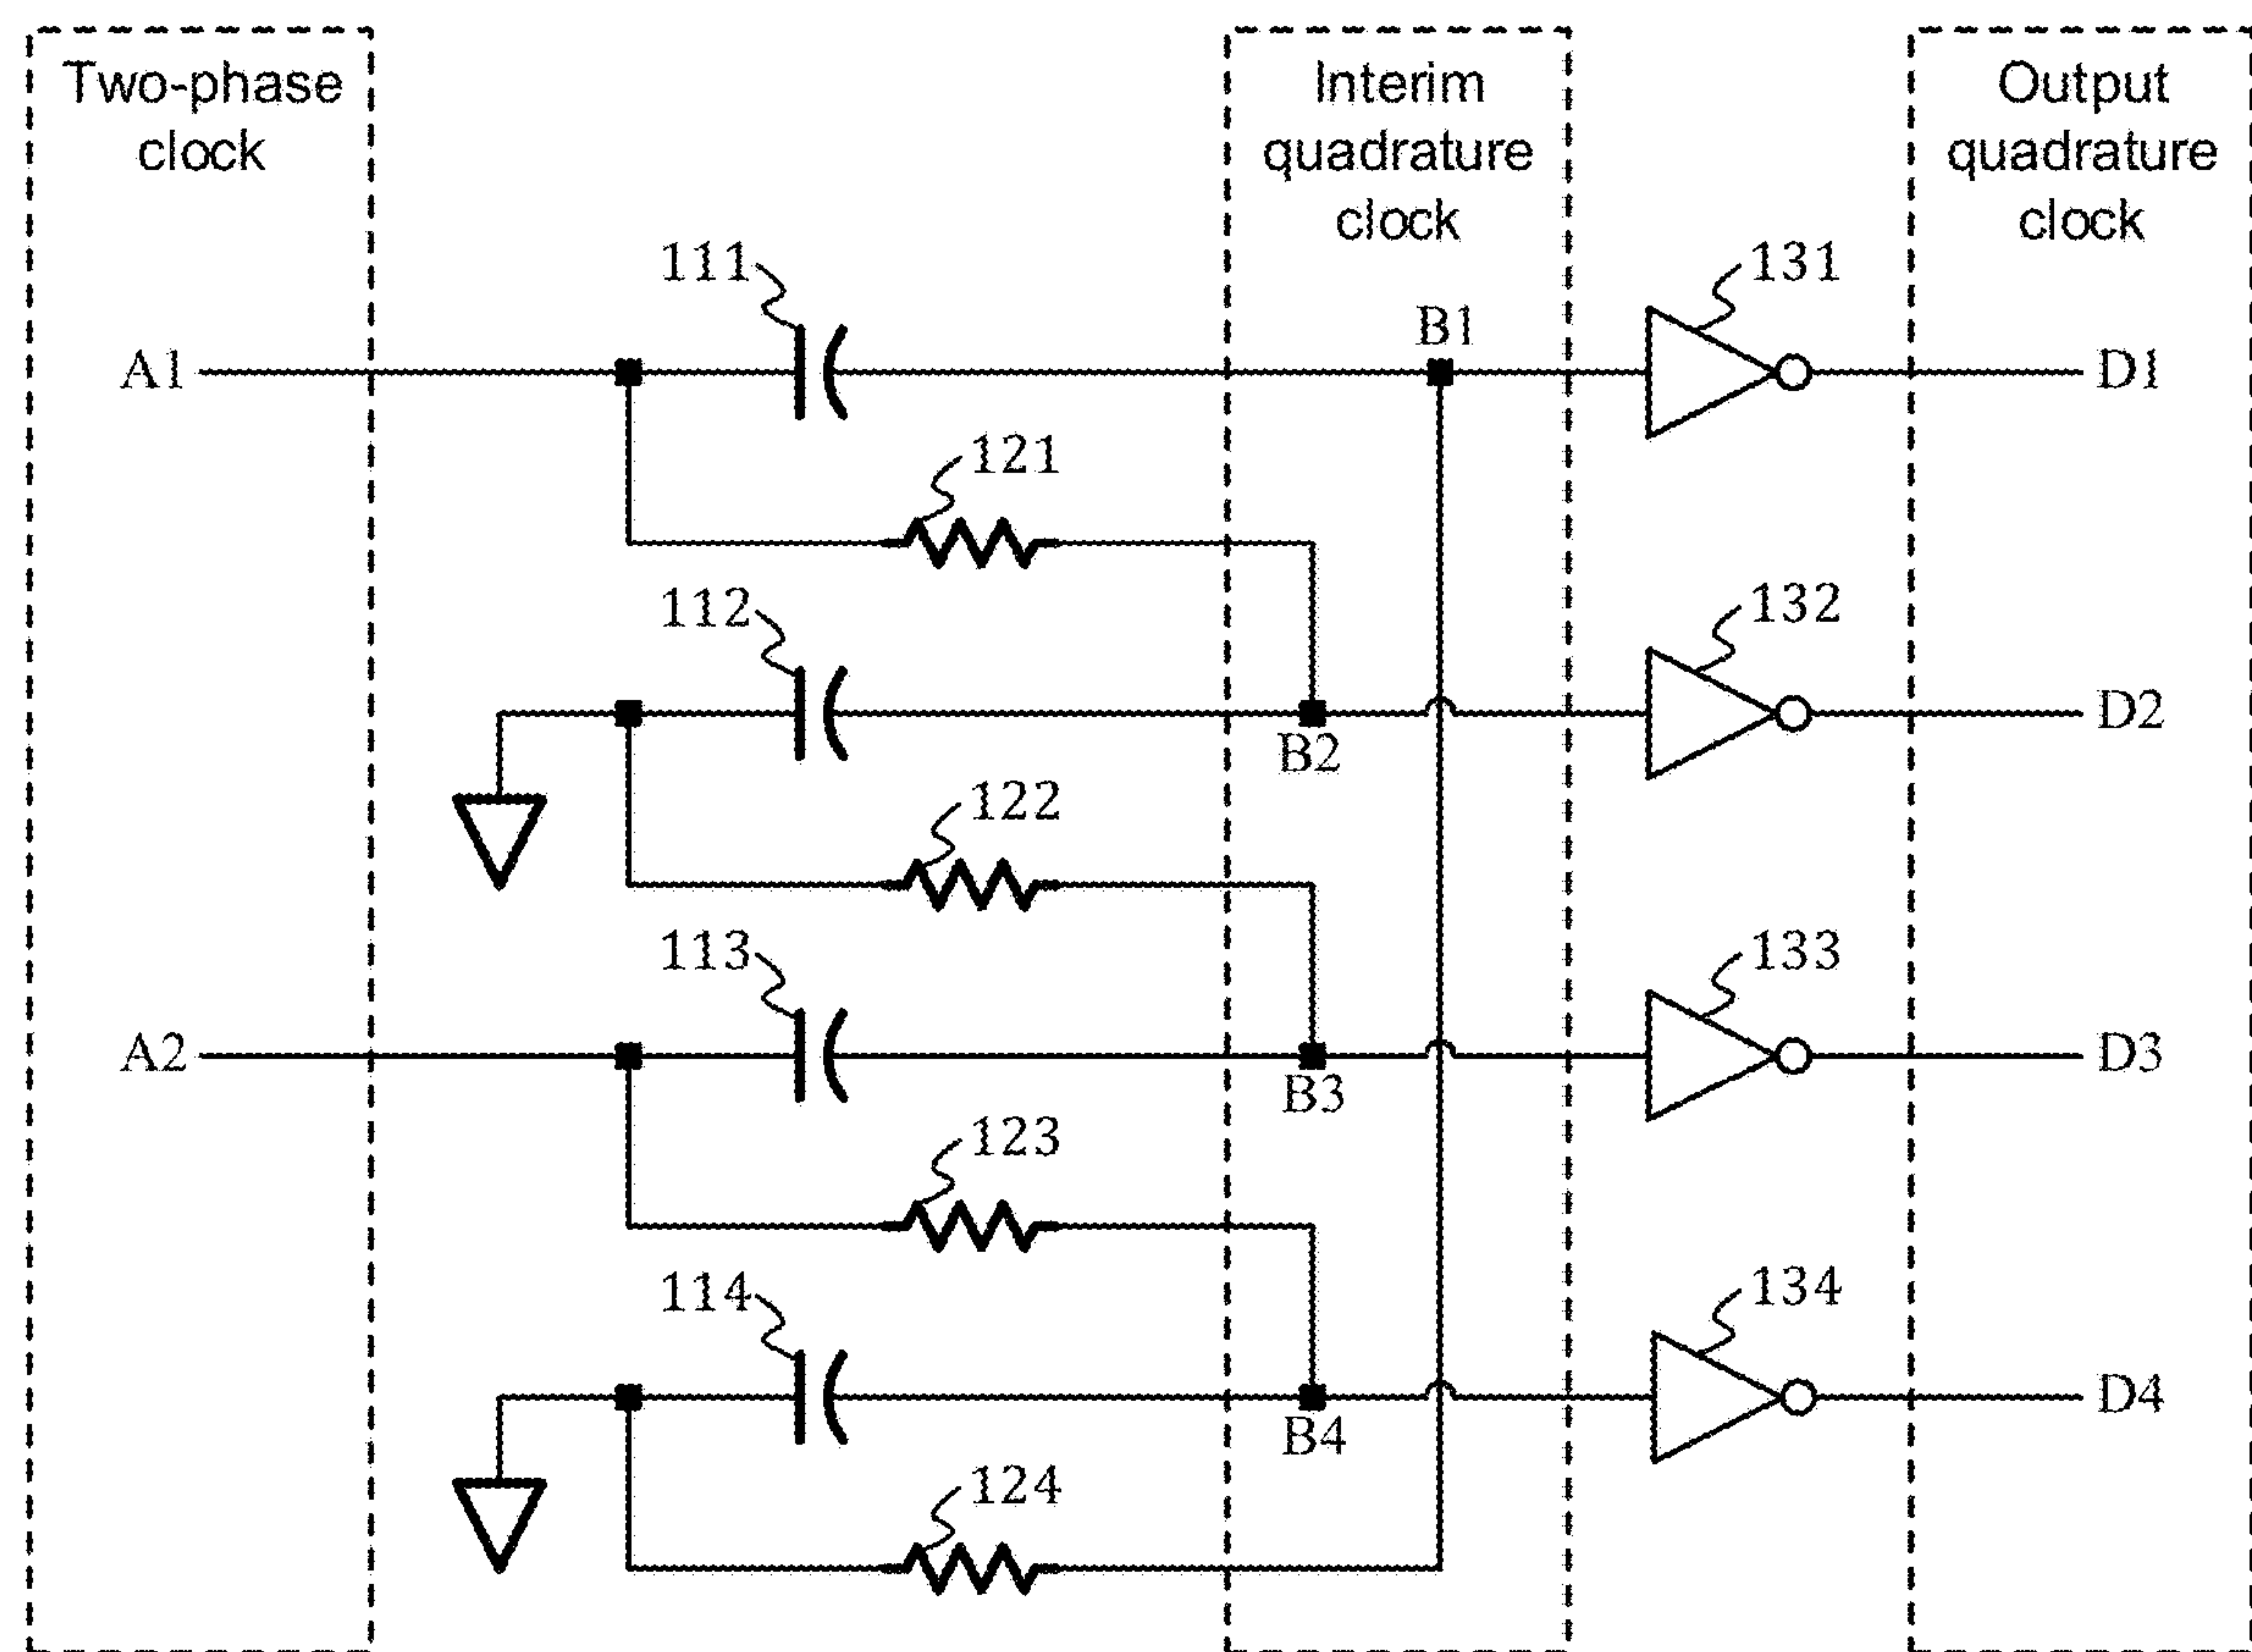 Two-phase
clock
Interim
quadrature
clock
Output
quadrature
clock
111
131
B1
A1
D1
121
112
132
D2
B2
122
113
133
A2
D3
B3
123
114
134
D4
B4
124